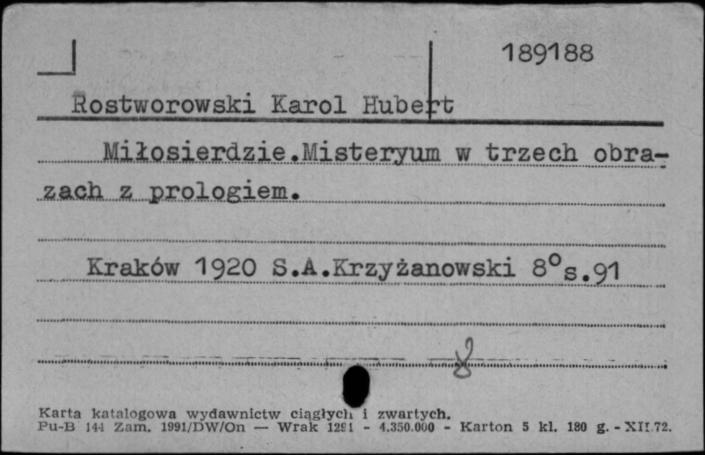 189188
Rostworowski Karol Hubert
Miłosierdzie.Misteryum w trzech obra-
zach z prologiem.
Kraków 1920 S.A.Krzyżanowski 8°s.91
Karta katalogowa wydawnictw ciągłych i zwartych.
Pu-B 144 Zam. 1991/DW/On — Wrak 1291 - 4.350.000 - Karton 5 kl. 180 g. - XII.72.